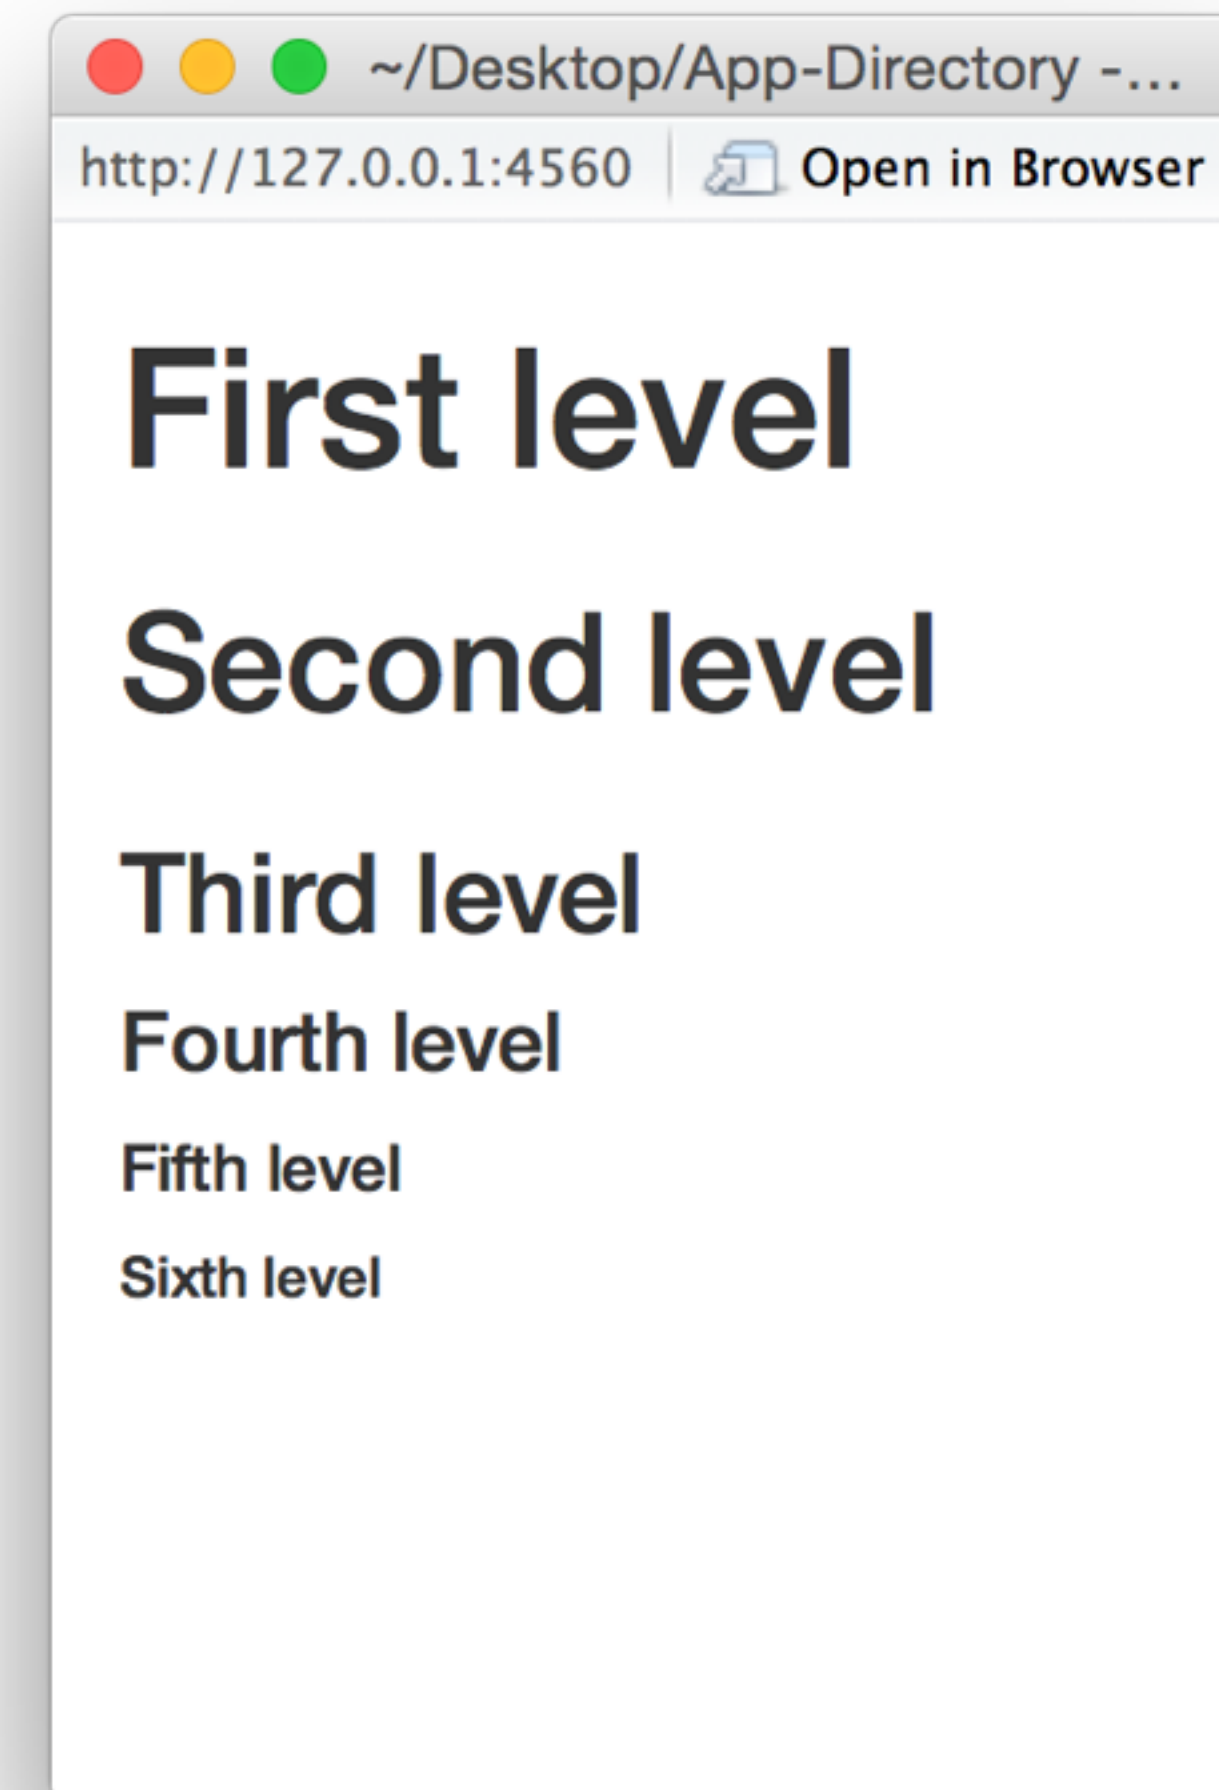 ~/Desktop/App-Directory -...
http://127.0.0.1:4560 Open in Browser
First level
Second level
Third level
Fourth level
Fifth level
Sixth level